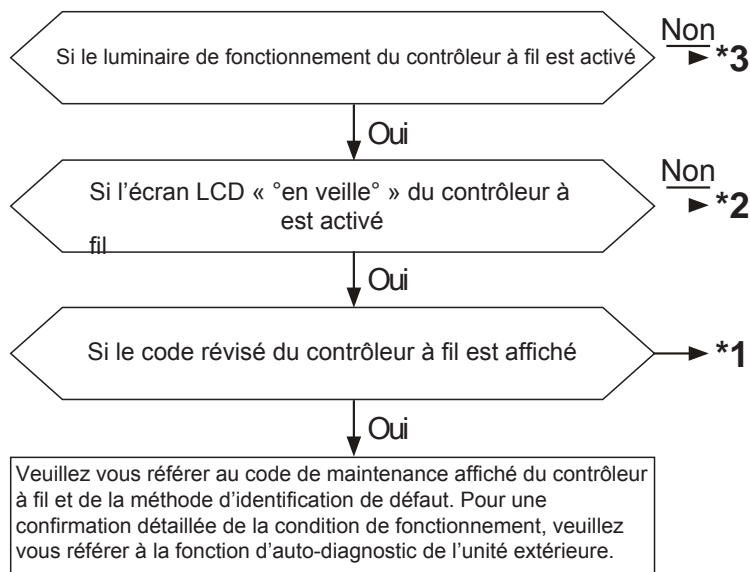 Si le luminaire de fonctionnement du contrôleur à fil est activé
Non
*3
Oui
Si l’écran LCD « °en veille° » du contrôleur à
est activé
fil
Non
*2
Oui
Si le code révisé du contrôleur à fil est affiché
*1
Oui
Veuillez vous référer au code de maintenance affiché du contrôleur
à fil et de la méthode d’identification de défaut. Pour une
confirmation détaillée de la condition de fonctionnement, veuillez
vous référer à la fonction d’auto-diagnostic de l’unité extérieure.